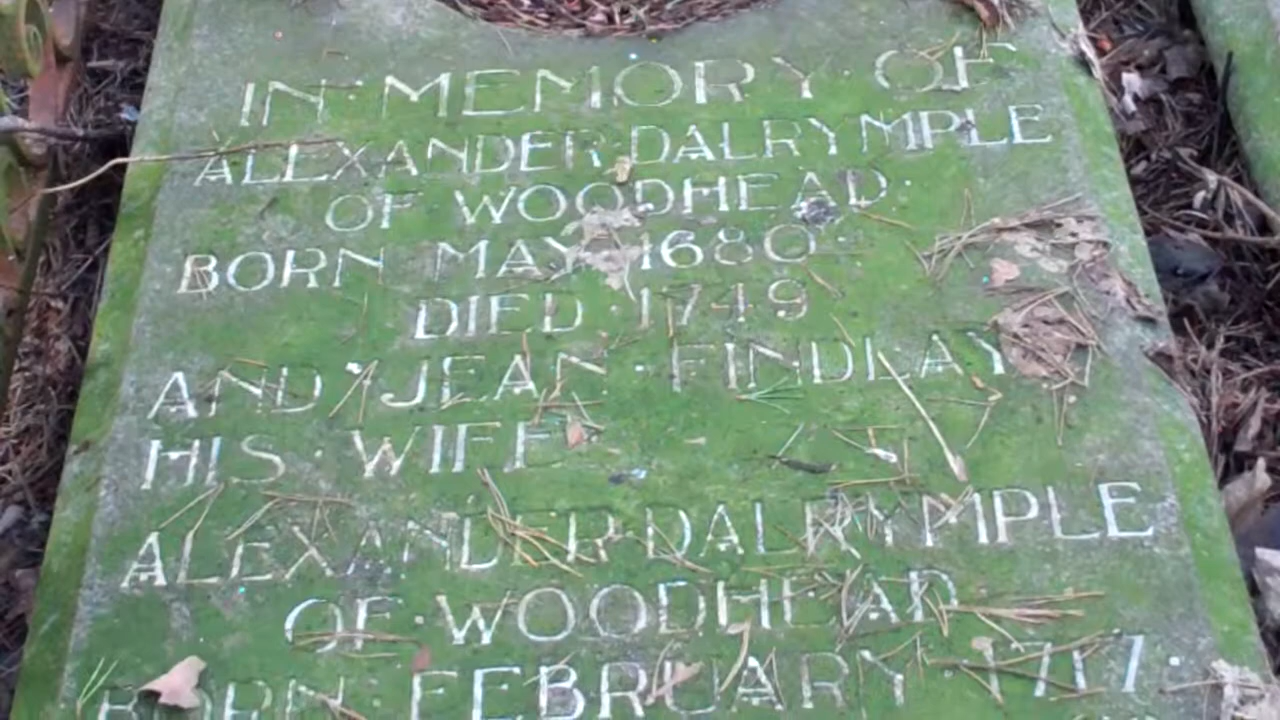 IN MEMORY OF
ALEXANDER DALRYMPLE
OF WOODHEAD
BORN MAY 1680
DIED 1749
AND JEAN FINDLAY
HIS WIFE
ALEXANDER DALRYMPLE
OF WOODHEAD
BORN FEBRUARY 1717